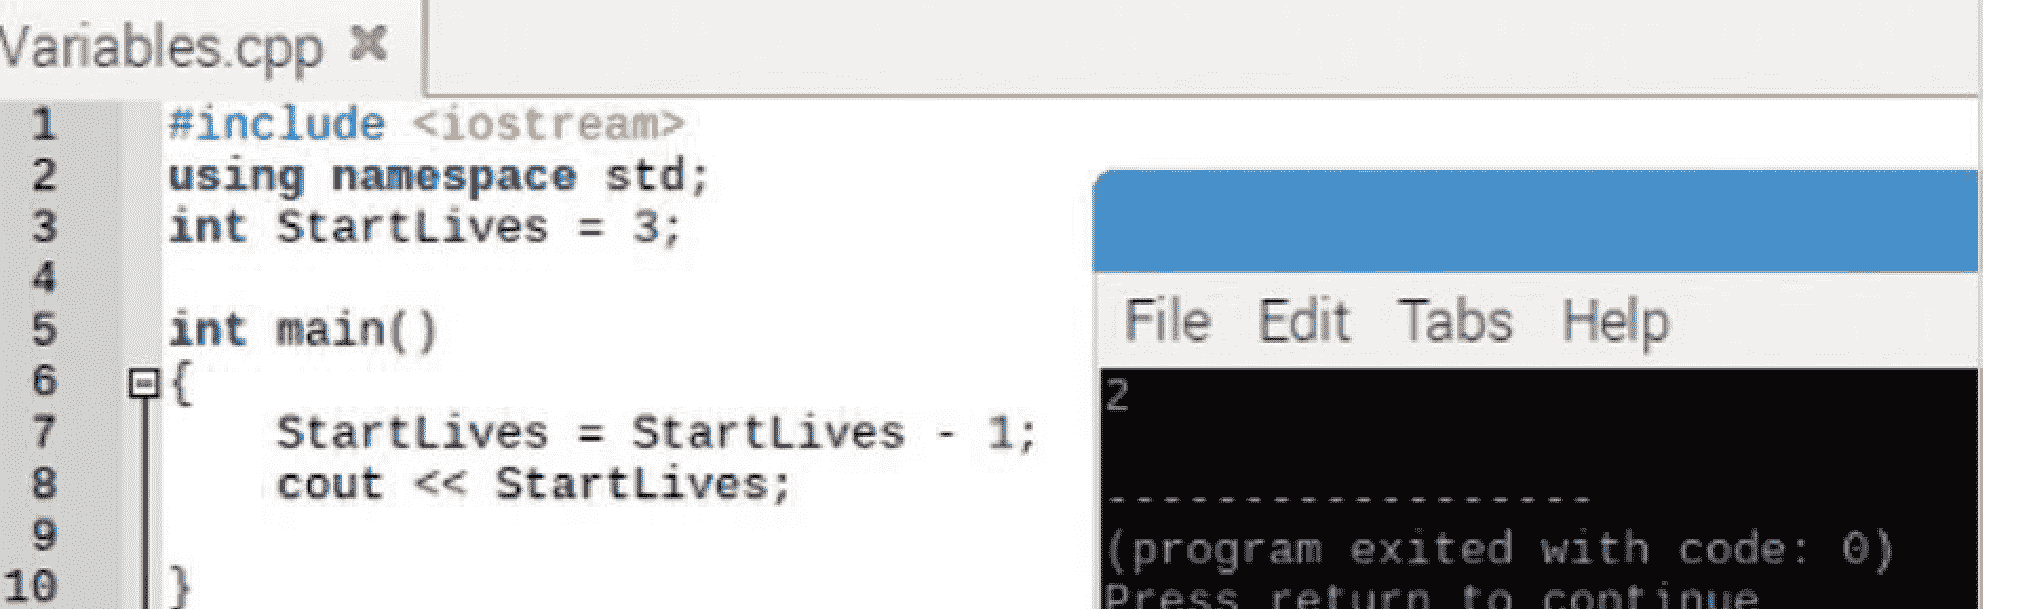 Variables.cpp
1 #include <iostream>
2 using namespace std;
3 int StartLives = 3;
4
5 int main()
6 {
7 StartLives = StartLives - 1;
8 cout << StartLives;
9
10 }
File Edit Tabs Help
2
------------------
(program exited with code: 0)
Press return to continue